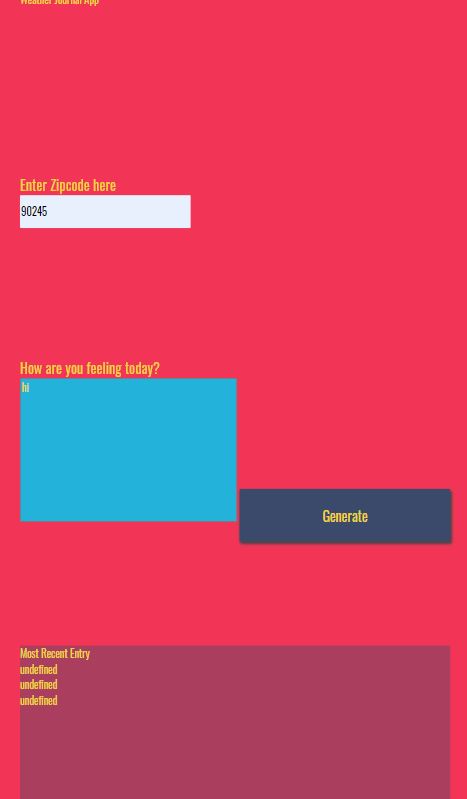 Weather Journal App
Enter Zipcode here
90245
How are you feeling today?
hi
Generate
Most Recent Entry
undefined
undefined
undefined